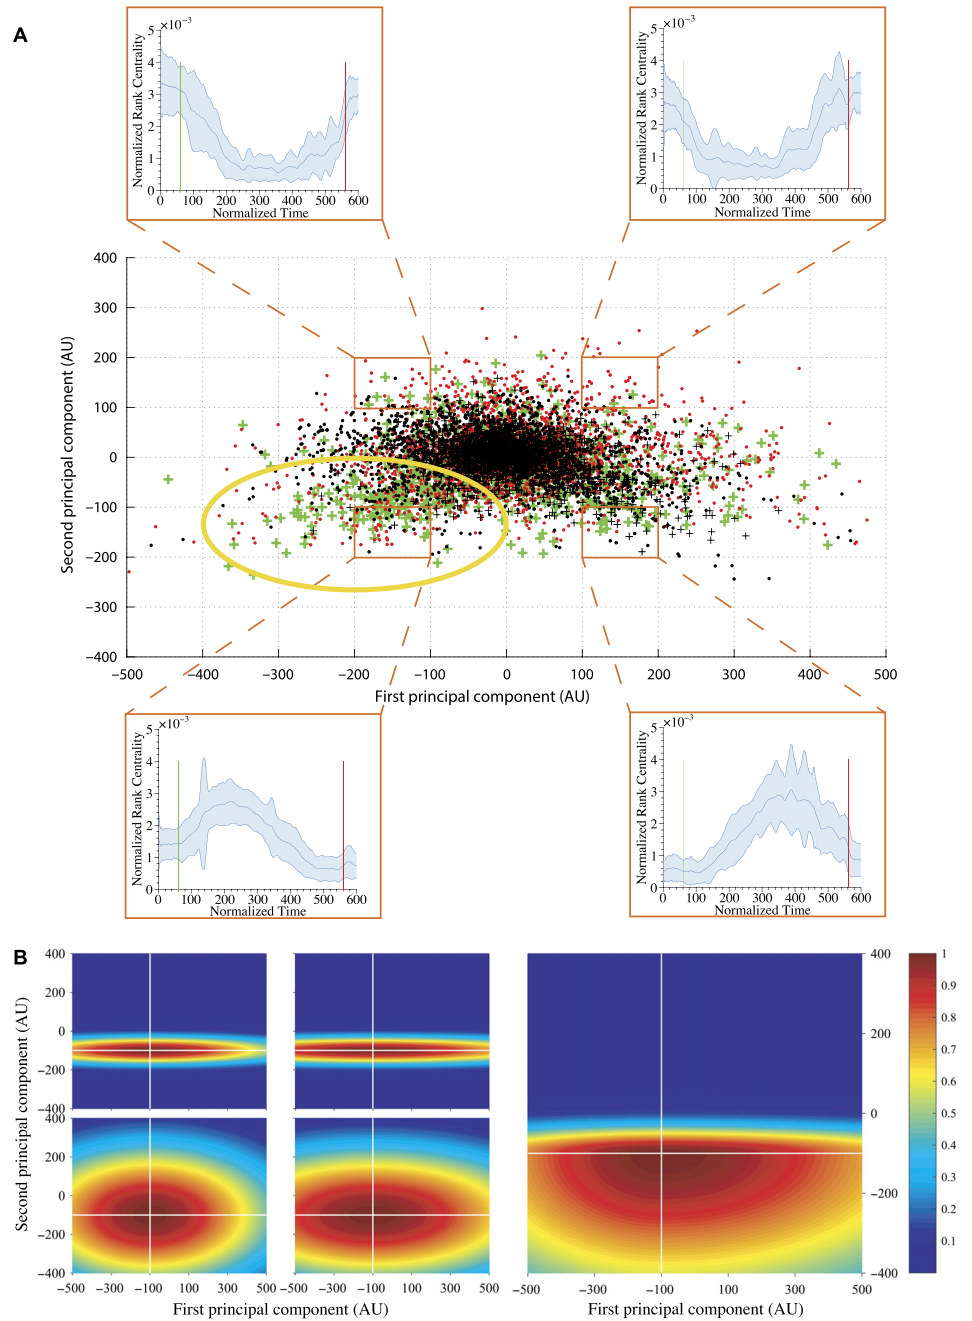 A
×10−3
5
4
3
2
1
0
0 100 200 300 400 500 600
Normalized Rank Centrality
Normalized Time
×10−3
5
4
3
2
1
0
0 100 200 300 400 500 600
Normalized Rank Centrality
Normalized Time
400
300
200
100
0
−100
−200
−300
−400
Second principal component (AU)
−500 −400 −300 −200 −100 0 100 200 300 400 500
First principal component (AU)
×10−3
5
4
3
2
1
0
0 100 200 300 400 500 600
Normalized Rank Centrality
Normalized Time
×10−3
5
4
3
2
1
0
0 100 200 300 400 500 600
Normalized Rank Centrality
Normalized Time
B
400
200
0
−200
−400
400
200
0
−200
−400
Second principal component (AU)
−500 −300 −100 100 300 500
−500 −300 −100 100 300 500
First principal component (AU)
400
200
0
−200
−400
−500 −300 −100 100 300 500
First principal component (AU)
1
0.9
0.8
0.7
0.6
0.5
0.4
0.3
0.2
0.1